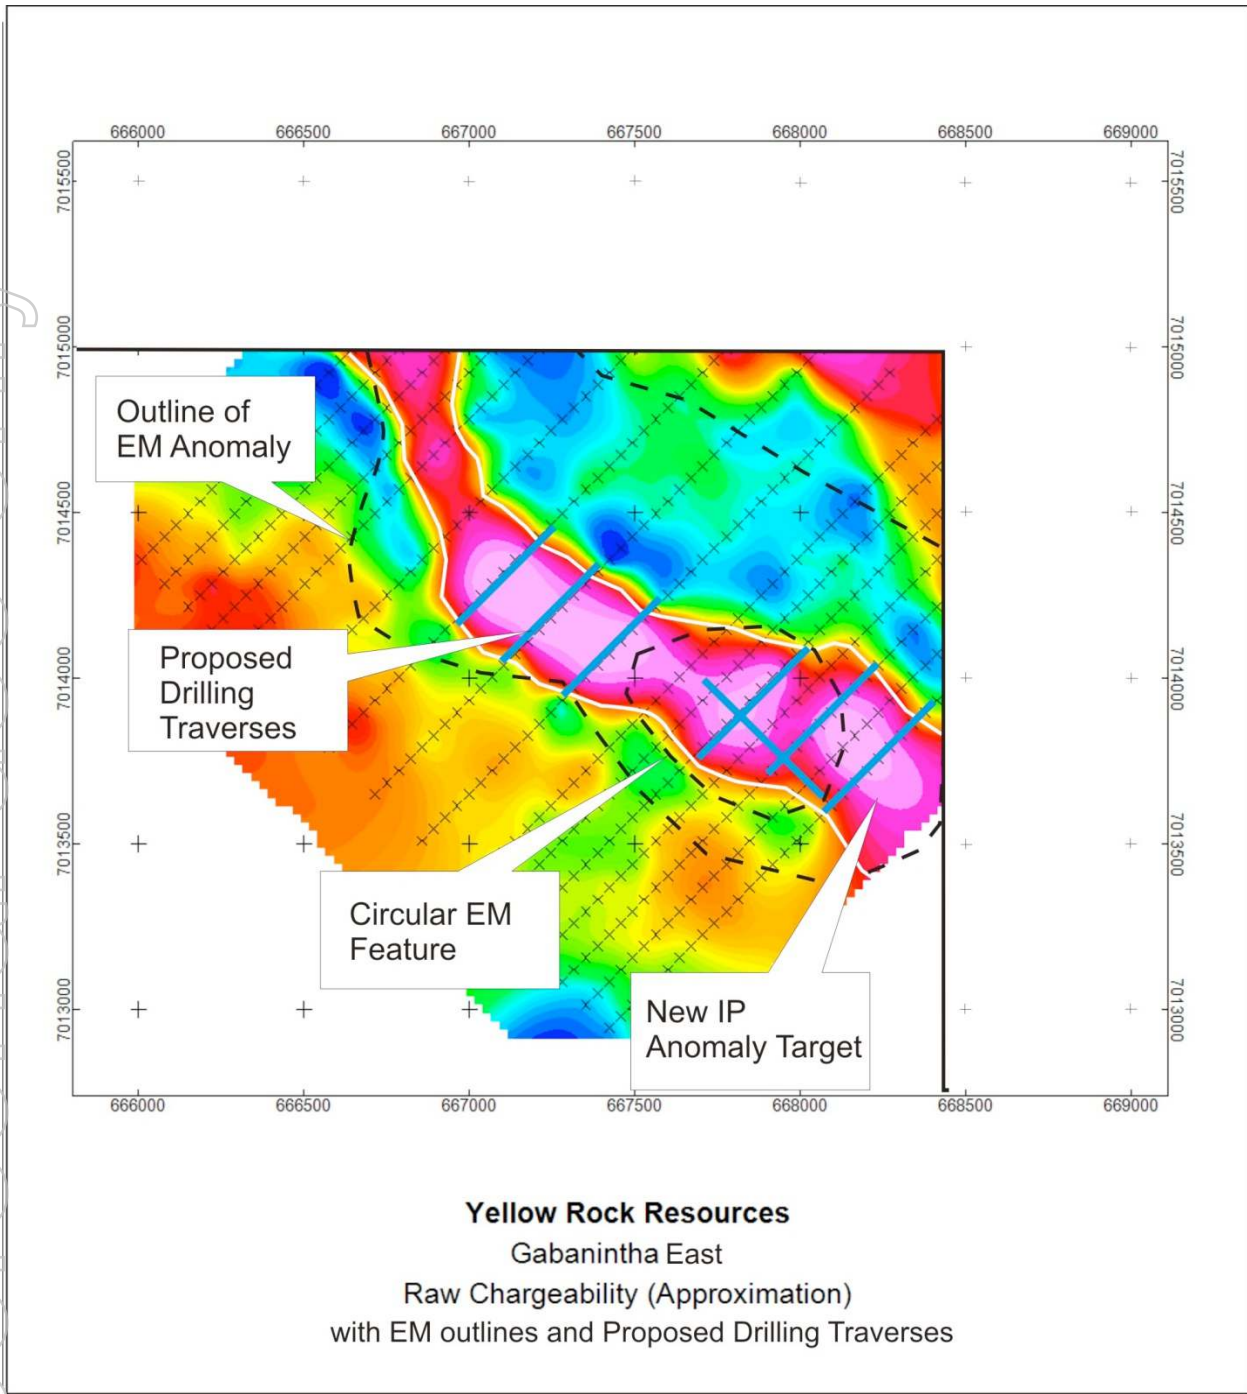 666000 666500 667000 667500 668000 668500 669000
7015500 7015500
7015000 7015000
Outline of
EM Anomaly
7014500 7014500
Proposed
Drilling
Traverses
7014000 7014000
7013500 7013500
Circular EM
Feature
New IP
Anomaly Target
7013000 7013000
666000 666500 667000 667500 668000 668500 669000
Yellow Rock Resources
Gabanintha East
Raw Chargeability (Approximation)
with EM outlines and Proposed Drilling Traverses